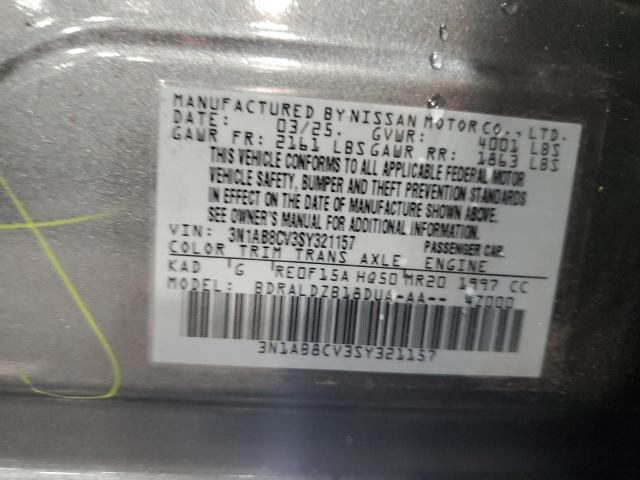 MANUFACTURED BY NISSAN MOTOR CO., LTD.
DATE: 03/25. GVWR: 4001 LBS
GAWR FR: 2161 LBS GAWR RR: 1863 LBS
THIS VEHICLE CONFORMS TO ALL APPLICABLE FEDERAL MOTOR
VEHICLE SAFETY, BUMPER AND THEFT PREVENTION STANDARDS
IN EFFECT ON THE DATE OF MANUFACTURE SHOWN ABOVE.
SEE OWNER'S MANUAL FOR ADDITIONAL INFORMATION.
VIN: 3N1AB8CV3SY321157 PASSENGER CAR.
COLOR TRIM TRANS AXLE ENGINE
KAD G RE0F15A HQ50 MR20 1997 CC
MODEL: BDRALDZB18DUA-AA-- 4Z000
3N1AB8CV3SY321157